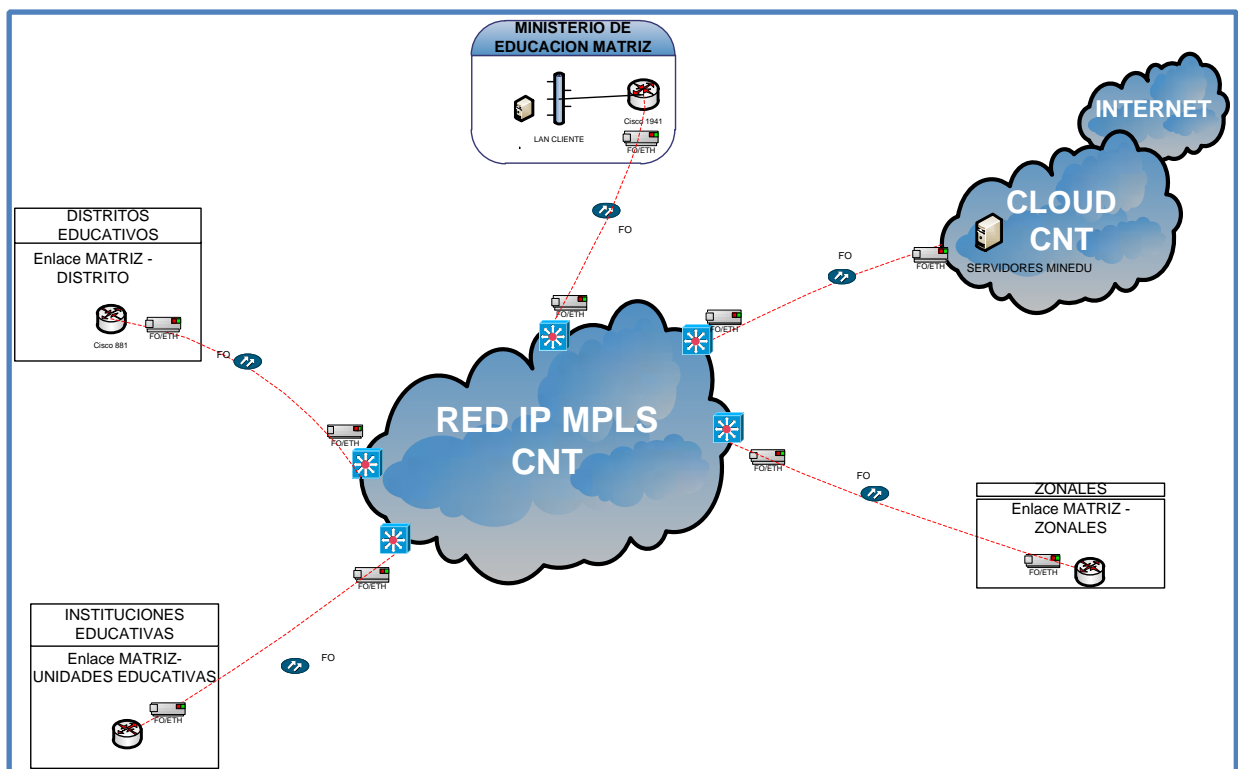 MINISTERIO DE
EDUCACION MATRIZ
Cisco 1941
LAN CLIENTE
FO/ETH
FO
INTERNET
CLOUD
CNT
SERVIDORES MINEDU
FO/ETH
FO
DISTRITOS
EDUCATIVOS
Enlace MATRIZ -
DISTRITO
FO/ETH
Cisco 881
FO
FO/ETH
FO/ETH
RED IP MPLS
CNT
FO/ETH
FO/ETH
FO
ZONALES
Enlace MATRIZ -
ZONALES
FO/ETH
FO/ETH
INSTITUCIONES
EDUCATIVAS
Enlace MATRIZ-
UNIDADES EDUCATIVAS
FO/ETH
FO